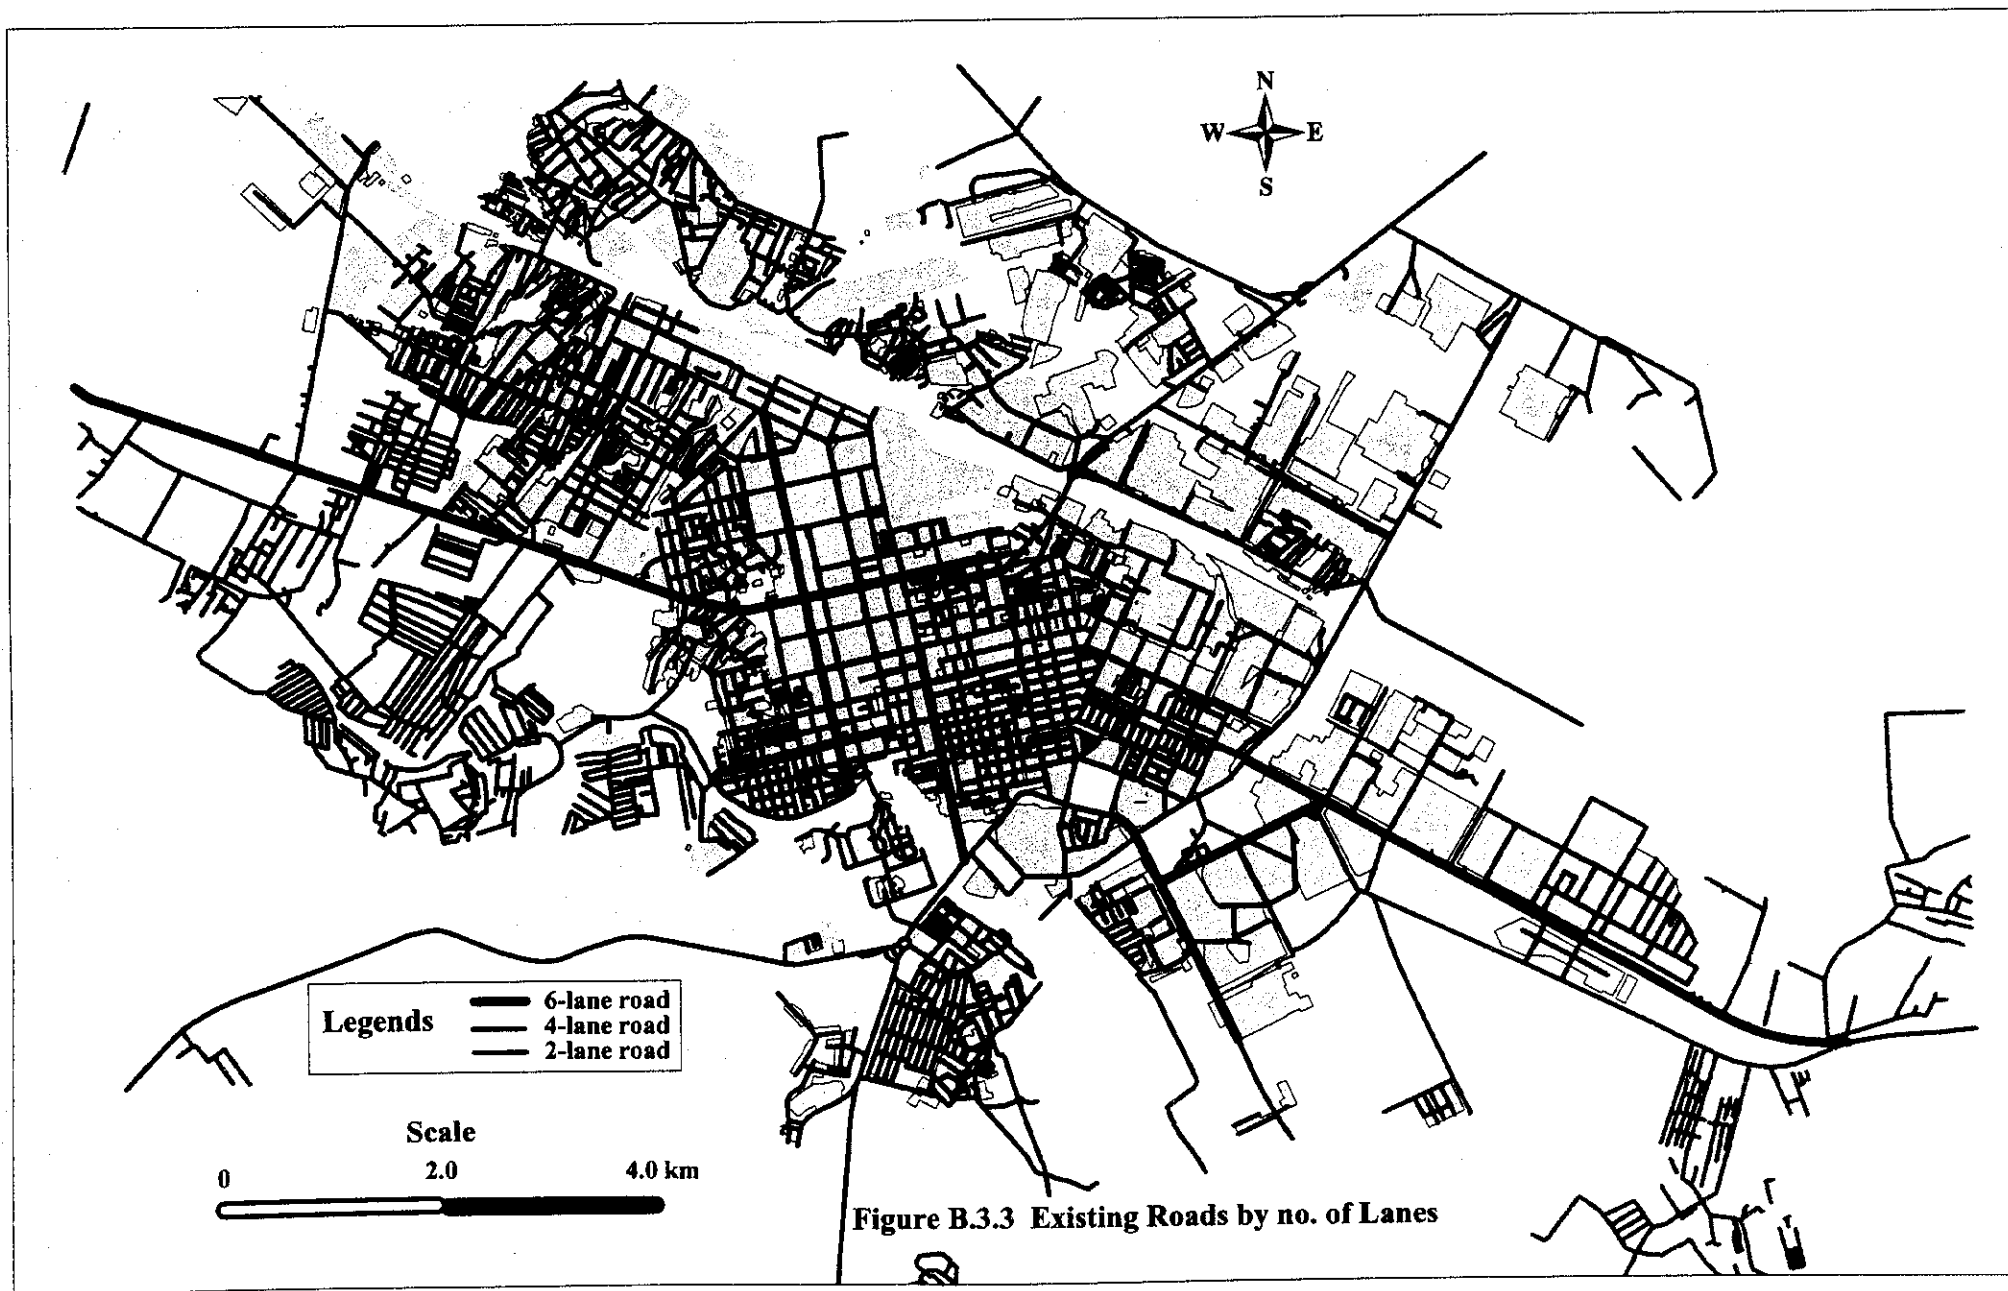 N
W E
S
Legends
6-lane road
4-lane road
2-lane road
Scale
0 2.0 4.0 km
Figure B.3.3 Existing Roads by no. of Lanes